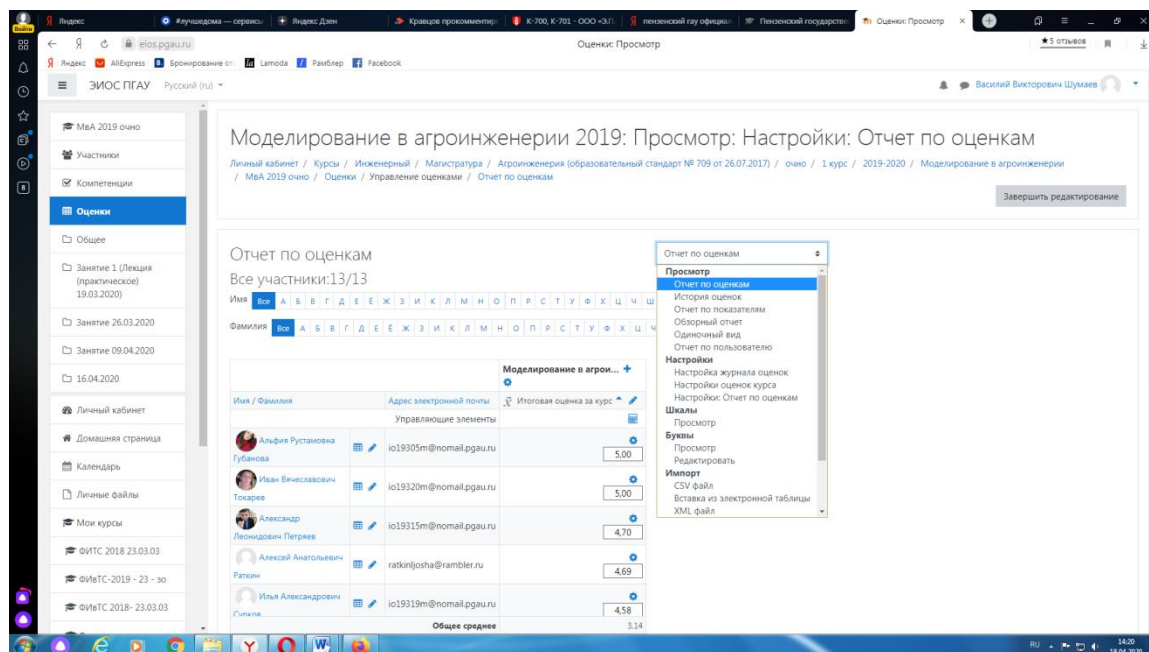 Войти
Яндекс
#лучшедома — сервисы
Яндекс Дзен
Кравцов прокомментир
К-700, К-701 - ООО «Э.П.
пензенский гау официал
Пензенский государстве
Оценки: Просмотр
eios.pgau.ru
Оценки: Просмотр
★5 отзывов
Яндекс
AliExpress
Lamoda
Рамблер
Facebook
ЭИОС ПГАУ
Русский (ru)
Василий Викторович Шумаев
МвА 2019 очно
Участники
Компетенции
Оценки
Общее
Занятие 1 (Лекция
(практическое)
19.03.2020)
Занятие 26.03.2020
Занятие 09.04.2020
16.04.2020
Личный кабинет
Домашняя страница
Календарь
Личные файлы
Мои курсы
ФИТС 2018 23.03.03
ФИвТС-2019 - 23 - зо
ФИвТС 2018- 23.03.03
Моделирование в агроинженерии 2019: Просмотр: Настройки: Отчет по оценкам
Личный кабинет / Курсы / Инженерный / Магистратура / Агроинженерия (образовательный стандарт № 709 от 26.07.2017) / очно / 1 курс / 2019-2020 / Моделирование в агроинженерии
/ МвА 2019 очно / Оценки / Управление оценками / Отчет по оценкам
Завершить редактирование
Отчет по оценкам
Все участники:13/13
Имя Все А Б В Г Д Е Ё Ж З И К Л М Н О П Р С Т У Ф Х Ц Ч Ш
Фамилия Все А Б В Г Д Е Ё Ж З И К Л М Н О П Р С Т У Ф Х Ц Ч
Моделирование в агрои...
Имя / Фамилия
Адрес электронной почты
Итоговая оценка за курс
Управляющие элементы
Альфия Рустамовна
Губанова
io19305m@nomail.pgau.ru
5,00
Иван Вячеславович
Токарев
io19320m@nomail.pgau.ru
5,00
Александр
Леонидович Петряев
io19315m@nomail.pgau.ru
4,70
Алексей Анатольевич
Раткин
ratkinljosha@rambler.ru
4,69
Илья Александрович
Сурков
io19319m@nomail.pgau.ru
4,58
Общее среднее
3,14
Отчет по оценкам
Просмотр
Отчет по оценкам
История оценок
Отчет по показателям
Обзорный отчет
Одиночный вид
Отчет по пользователю
Настройки
Настройка журнала оценок
Настройки оценок курса
Настройки: Отчет по оценкам
Шкалы
Просмотр
Буквы
Просмотр
Редактировать
Импорт
CSV файл
Вставка из электронной таблицы
XML файл
RU
14:20
18.04.2020